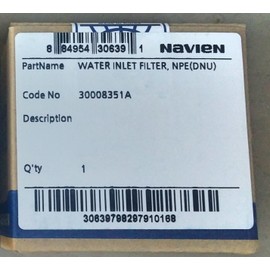 8 84954 30639 1 NAVIEN
PartName WATER INLET FILTER, NPE(DNU)
Code No 30008351A
Description
Q'ty 1
30639798297910168